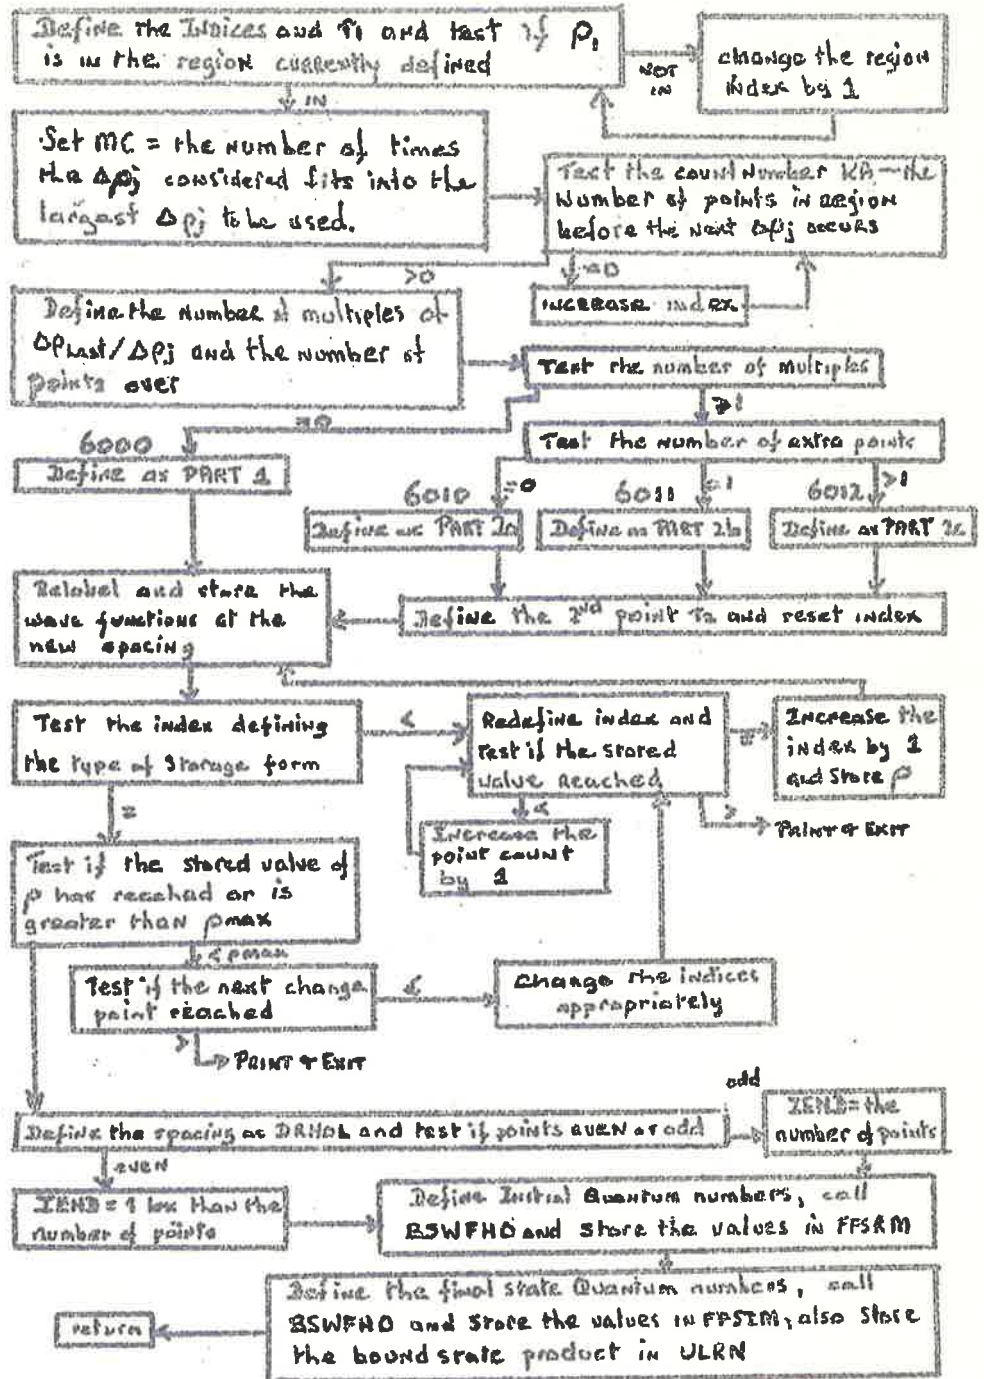 Define the Indices and T1 and test if ρ1
is in the region currently defined
NOT
IN
change the region
index by 1
IN
Set MC = the number of times
the Δρj considered fits into the
largest Δρj to be used.
Test the count number KA - the
Number of points in region
before the next Δρj occurs
>0
=0
INCREASE index
Define the number of multiples of
ΔρLast/Δρj and the number of
points over
Test the number of multiples
=0
≥1
6000
Define as PART 1
Test the number of extra points
6010
=0
6011
=1
6012
>1
Define as PART 2a
Define as PART 2b
Define as PART 2c
Relabel and store the
wave functions at the
new spacing
Define the 2nd point T2 and reset index
Test the index defining
the type of storage form
<
Redefine index and
test if the stored
value reached
=
Increase the
index by 1
and store ρ
=
<
>
PRINT & EXIT
Increase the
point count
by 1
Test if the stored value of
ρ has reached or is
greater than ρmax
<ρmax
Test if the next change
point reached
<
Change the indices
appropriately
>
PRINT & EXIT
Define the spacing as DRHOL and test if points even or odd
odd
IEND = the
number of points
even
IEND = 1 less than the
number of points
Define Initial Quantum numbers, call
BSWFHO and store the values in FFSRM
Define the final state Quantum numbers, call
BSWFHO and store the values in FFSTM, also store
the bound state product in ULRN
return